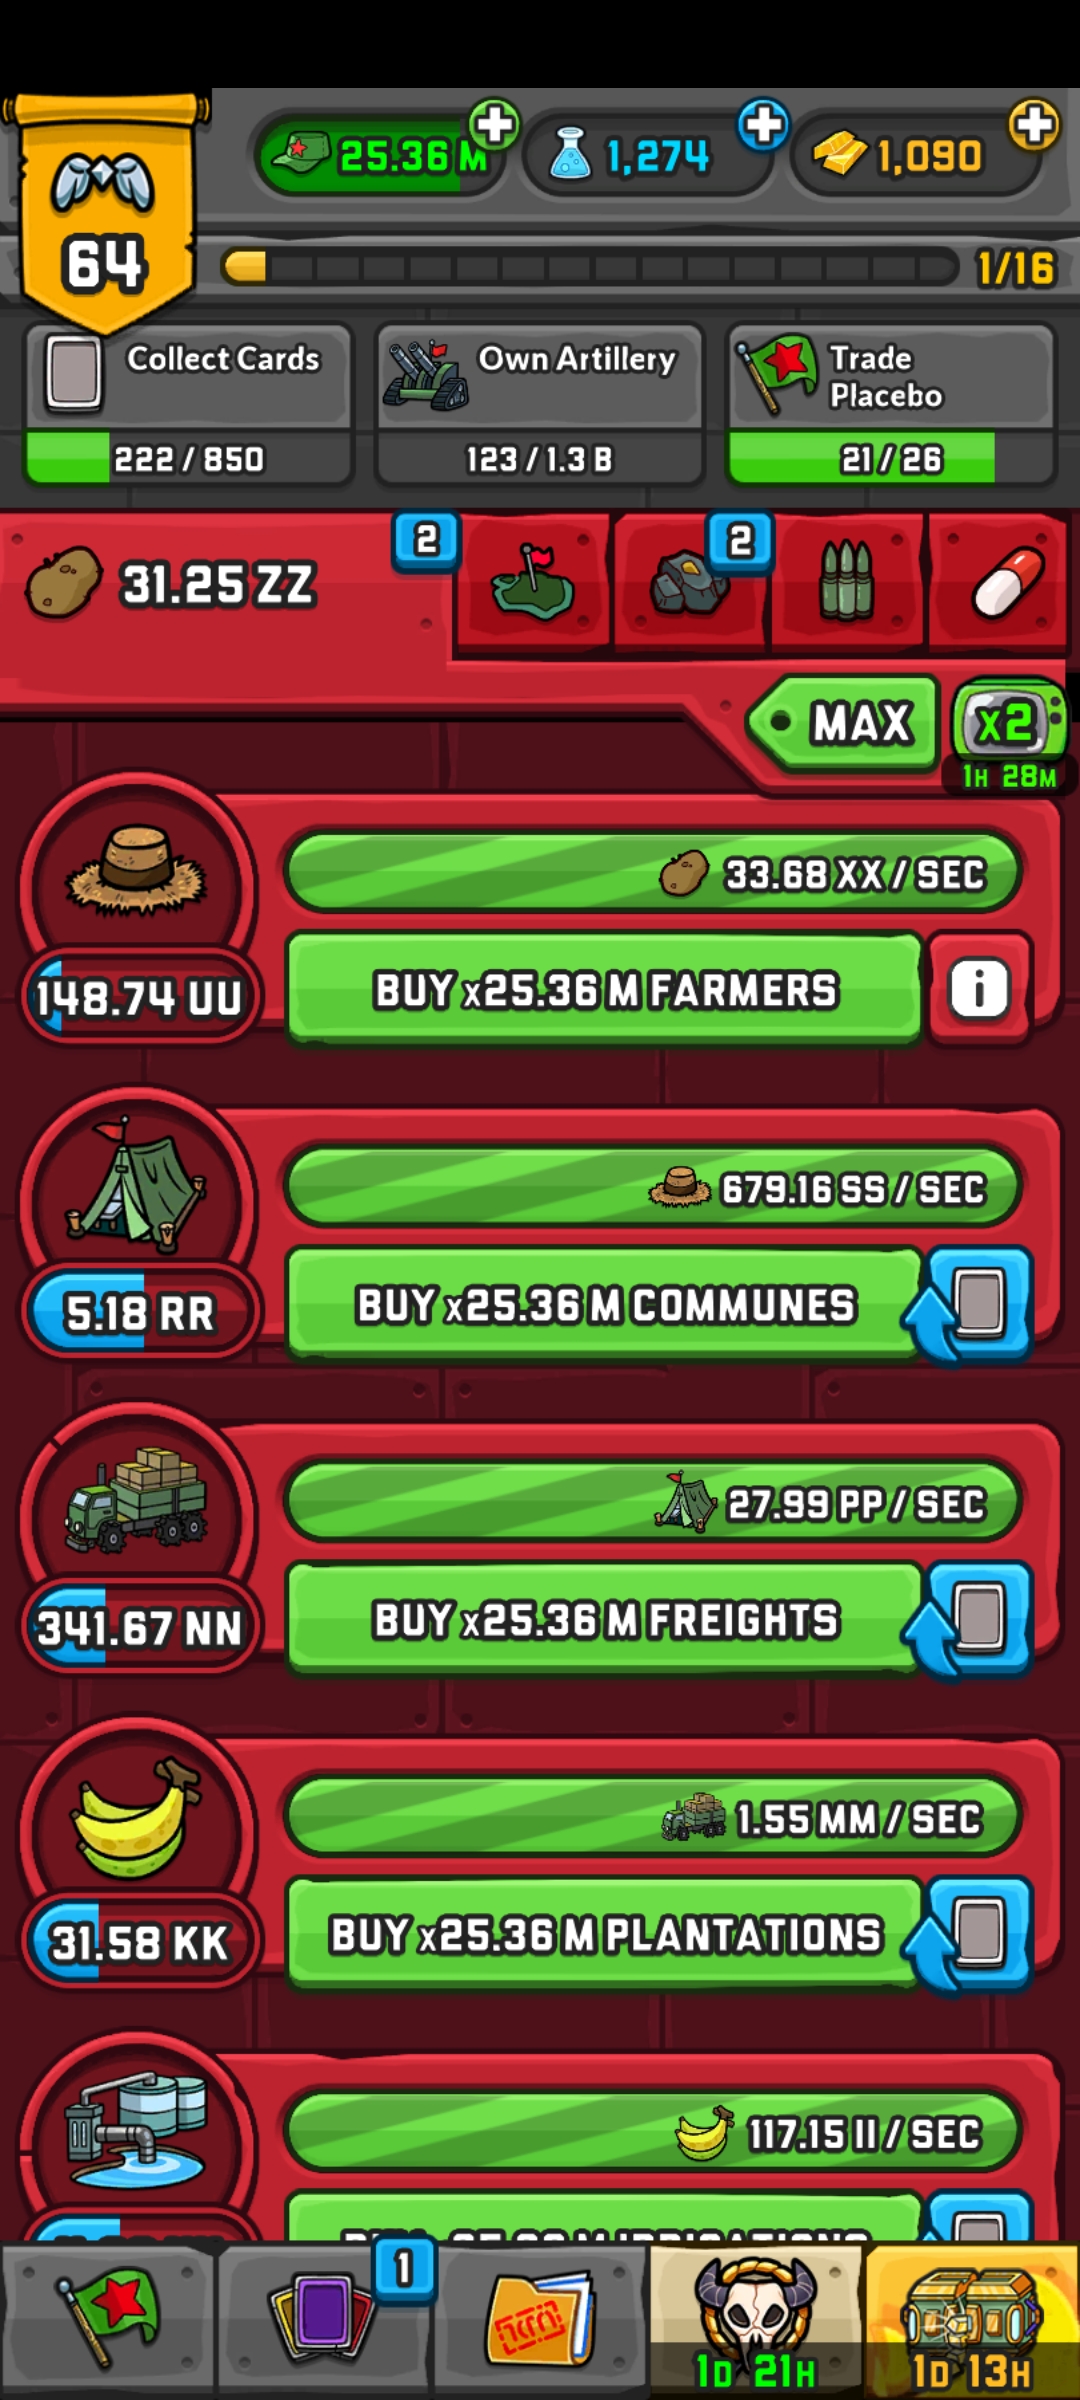 25.36 M
1,274
1,090
64
1/16
Collect Cards
222 / 850
Own Artillery
123 / 1.3 B
Trade
Placebo
21 / 26
31.25 ZZ
2
2
MAX
x2
1H 28M
33.68 XX / SEC
148.74 UU
BUY x25.36 M FARMERS
i
679.16 SS / SEC
5.18 RR
BUY x25.36 M COMMUNES
27.99 PP / SEC
341.67 NN
BUY x25.36 M FREIGHTS
1.55 MM / SEC
31.58 KK
BUY x25.36 M PLANTATIONS
117.15 II / SEC
1
1D 21H
1D 13H